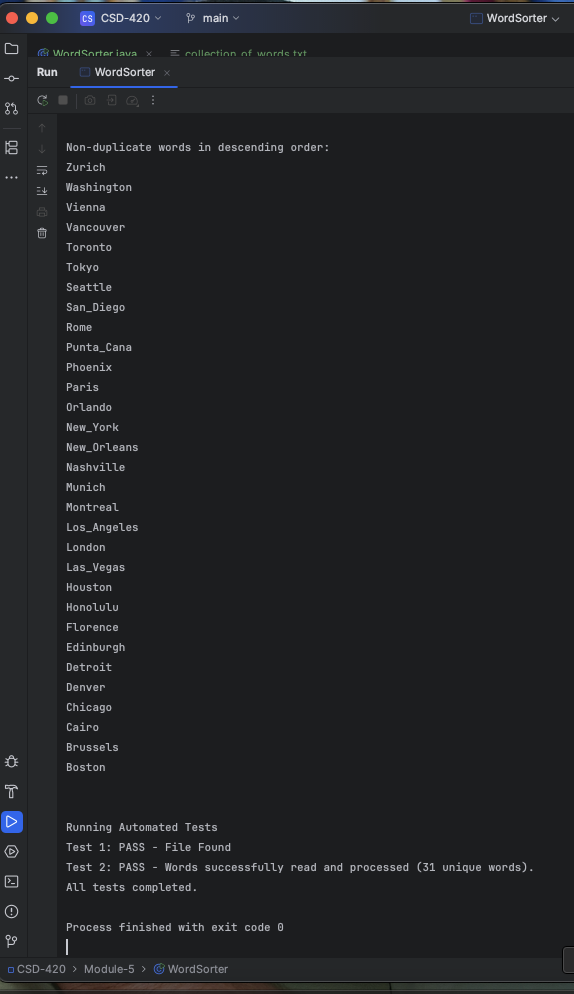 CS CSD-420 main WordSorter
WordSorter.java collection_of_words.txt
Run WordSorter
Non-duplicate words in descending order:
Zurich
Washington
Vienna
Vancouver
Toronto
Tokyo
Seattle
San_Diego
Rome
Punta_Cana
Phoenix
Paris
Orlando
New_York
New_Orleans
Nashville
Munich
Montreal
Los_Angeles
London
Las_Vegas
Houston
Honolulu
Florence
Edinburgh
Detroit
Denver
Chicago
Cairo
Brussels
Boston
Running Automated Tests
Test 1: PASS - File Found
Test 2: PASS - Words successfully read and processed (31 unique words).
All tests completed.
Process finished with exit code 0
CSD-420 > Module-5 > WordSorter